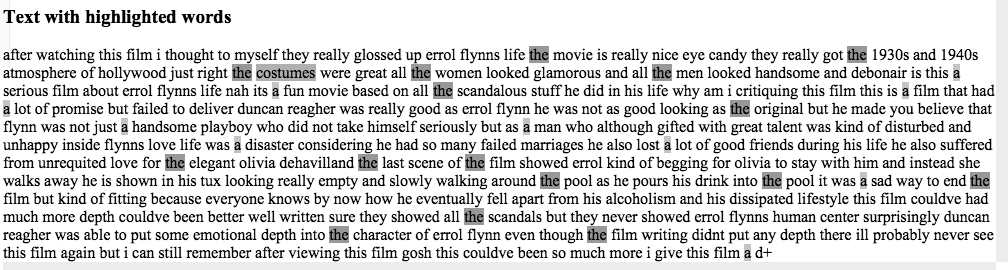 Text with highlighted words
after watching this film i thought to myself they really glossed up errol flynns life the movie is really nice eye candy they really got the 1930s and 1940s
atmosphere of hollywood just right the costumes were great all the women looked glamorous and all the men looked handsome and debonair is this a
serious film about errol flynns life nah its a fun movie based on all the scandalous stuff he did in his life why am i critiquing this film this is a film that had
a lot of promise but failed to deliver duncan reagher was really good as errol flynn he was not as good looking as the original but he made you believe that
flynn was not just a handsome playboy who did not take himself seriously but as a man who although gifted with great talent was kind of disturbed and
unhappy inside flynns love life was a disaster considering he had so many failed marriages he also lost a lot of good friends during his life he also suffered
from unrequited love for the elegant olivia dehavilland the last scene of the film showed errol kind of begging for olivia to stay with him and instead she
walks away he is shown in his tux looking really empty and slowly walking around the pool as he pours his drink into the pool it was a sad way to end the
film but kind of fitting because everyone knows by now how he eventually fell apart from his alcoholism and his dissipated lifestyle this film couldve had
much more depth couldve been better well written sure they showed all the scandals but they never showed errol flynns human center surprisingly duncan
reagher was able to put some emotional depth into the character of errol flynn even though the film writing didnt put any depth there ill probably never see
this film again but i can still remember after viewing this film gosh this couldve been so much more i give this film a d+